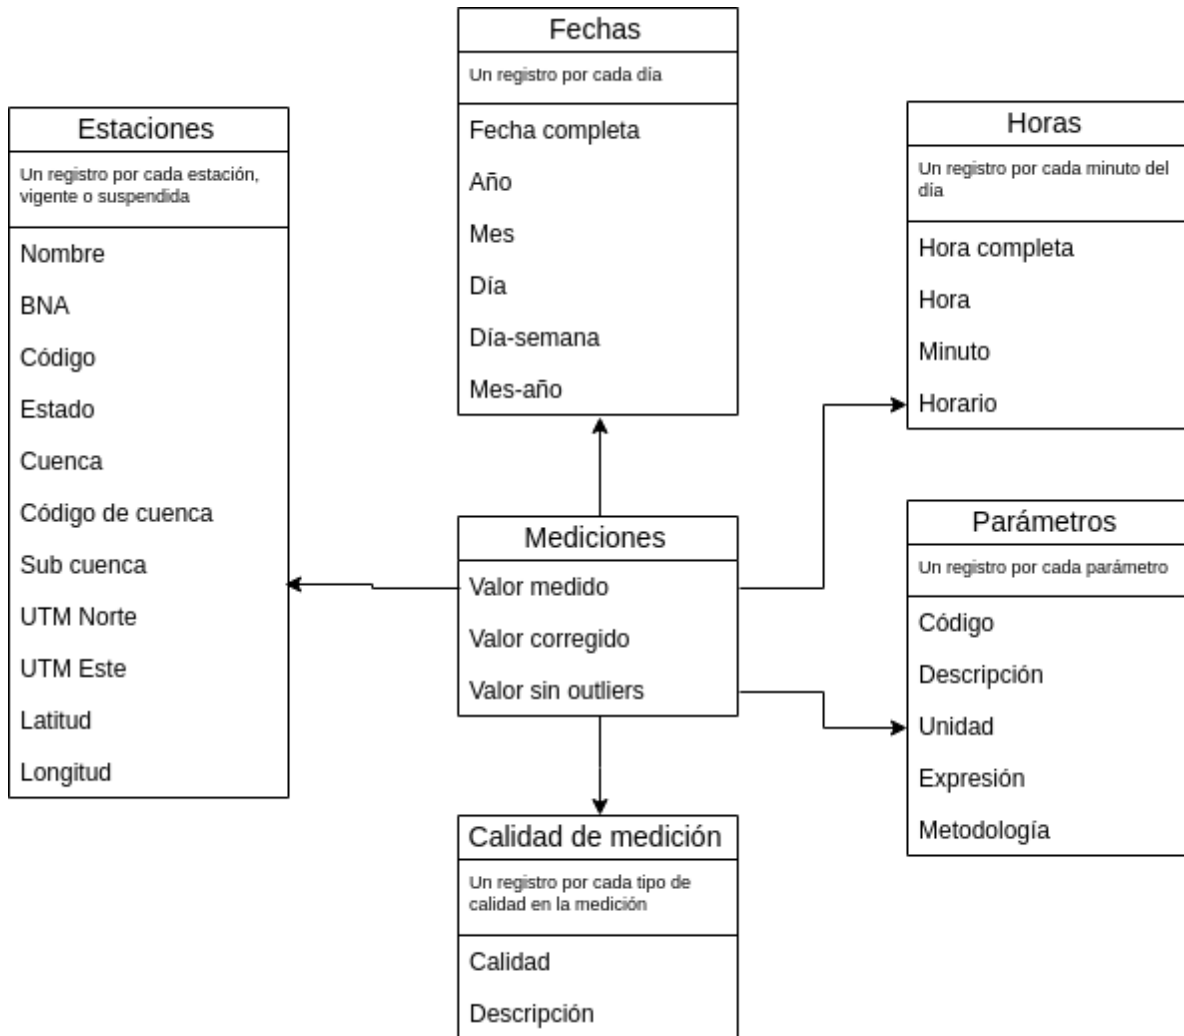 Fechas
Un registro por cada día
Fecha completa
Año
Mes
Día
Día-semana
Mes-año
Estaciones
Un registro por cada estación,
vigente o suspendida
Nombre
BNA
Código
Estado
Cuenca
Código de cuenca
Sub cuenca
UTM Norte
UTM Este
Latitud
Longitud
Horas
Un registro por cada minuto del
día
Hora completa
Hora
Minuto
Horario
Mediciones
Valor medido
Valor corregido
Valor sin outliers
Parámetros
Un registro por cada parámetro
Código
Descripción
Unidad
Expresión
Metodología
Calidad de medición
Un registro por cada tipo de
calidad en la medición
Calidad
Descripción